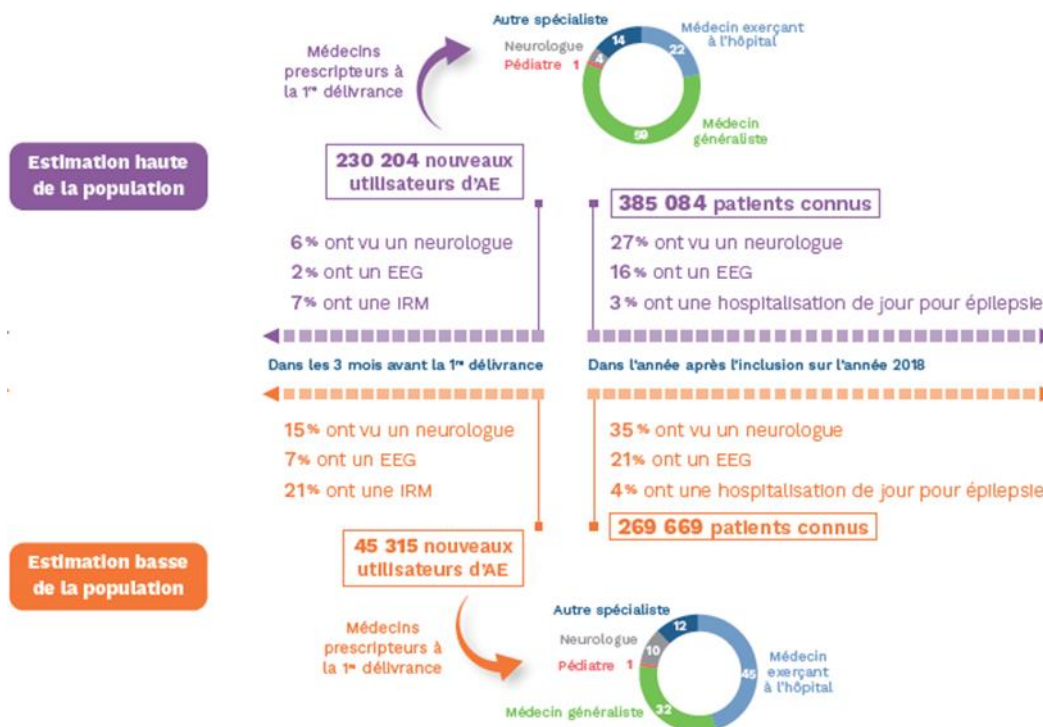 Autre spécialiste
14
Médecin exerçant
à l'hôpital
22
Neurologue
4
Pédiatre 1
Médecins
prescripteurs à
la 1re délivrance
59
Médecin
généraliste
Estimation haute
de la population
230 204 nouveaux
utilisateurs d'AE
385 084 patients connus
6% ont vu un neurologue
2% ont un EEG
7% ont une IRM
27% ont vu un neurologue
16% ont un EEG
3% ont une hospitalisation de jour pour épilepsie
Dans les 3 mois avant la 1re délivrance
Dans l'année après l'inclusion sur l'année 2018
15% ont vu un neurologue
7% ont un EEG
21% ont une IRM
35% ont vu un neurologue
21% ont un EEG
4% ont une hospitalisation de jour pour épilepsie
269 669 patients connus
45 315 nouveaux
utilisateurs d'AE
Estimation basse
de la population
Médecins
prescripteurs à
la 1re délivrance
Autre spécialiste
12
Neurologue
10
Pédiatre 1
Médecin
exerçant
à l'hôpital
45
Médecin généraliste
32